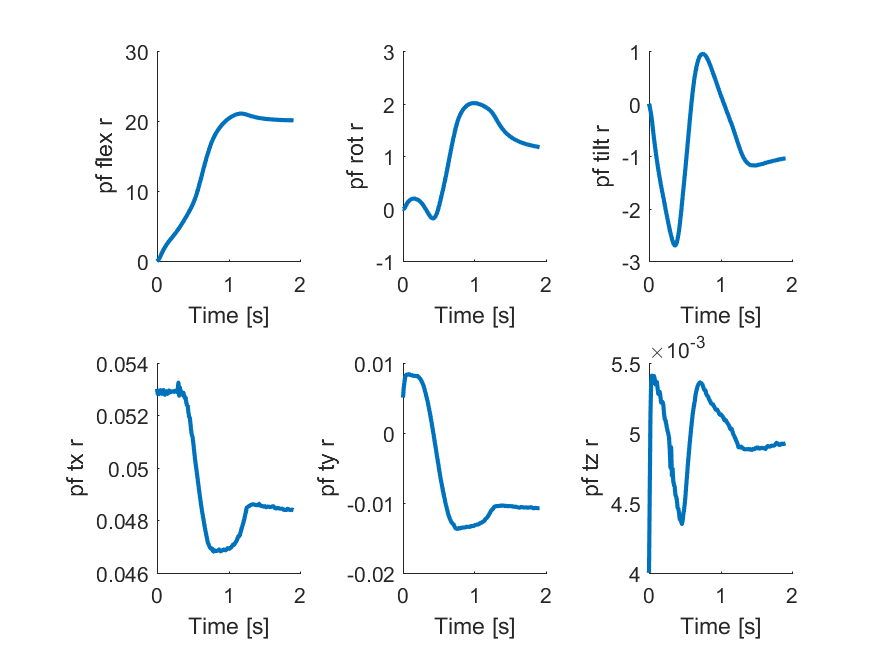 30
20
10
0
pf flex r
0 1 2
Time [s]
3
2
1
0
-1
pf rot r
0 1 2
Time [s]
1
0
-1
-2
-3
pf tilt r
0 1 2
Time [s]
0.054
0.052
0.05
0.048
0.046
pf tx r
0 1 2
Time [s]
0.01
0
-0.01
-0.02
pf ty r
0 1 2
Time [s]
×10⁻³
5.5
5
4.5
4
pf tz r
0 1 2
Time [s]